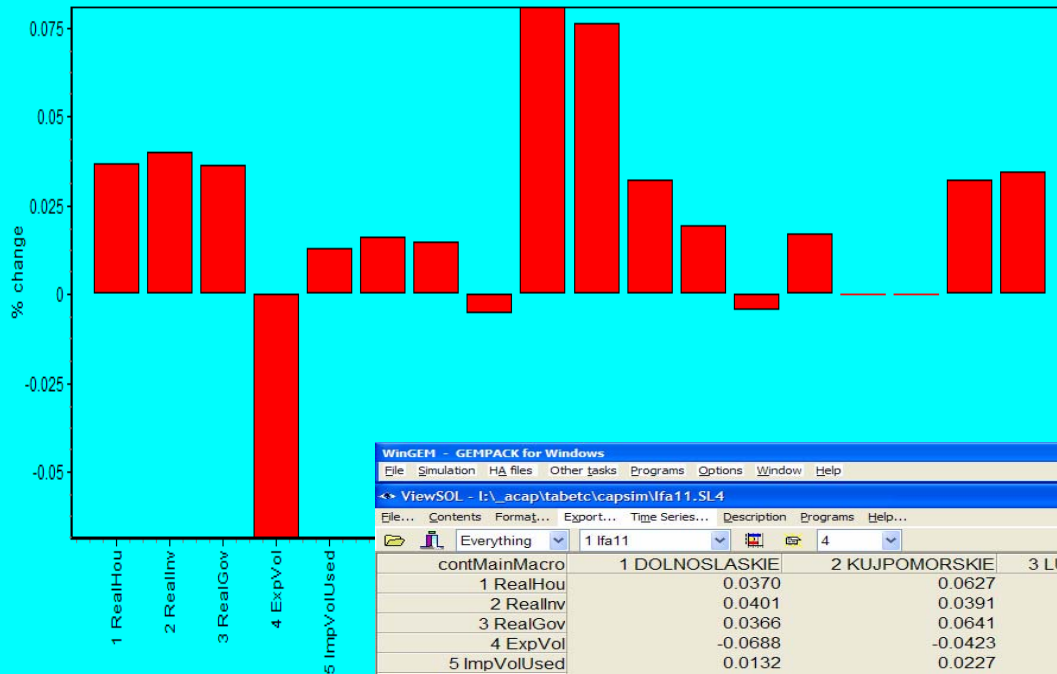 0.075
0.05
0.025
0
-0.025
-0.05
% change
1 RealHou
2 RealInv
3 RealGov
4 ExpVol
5 ImpVolUsed
WinGEM - GEMPACK for Windows
File Simulation HA files Other tasks Programs Options Window Help
ViewSOL - I:\_acap\tabetc\capsim\lfa11.SL4
File... Contents Format... Export... Time Series... Description Programs Help...
Everything 1 lfa11 4
contMainMacro 1 DOLNOSLASKIE 2 KUJPOMORSKIE 3 LU
1 RealHou 0.0370 0.0627
2 RealInv 0.0401 0.0391
3 RealGov 0.0366 0.0641
4 ExpVol -0.0688 -0.0423
5 ImpVolUsed 0.0132 0.0227